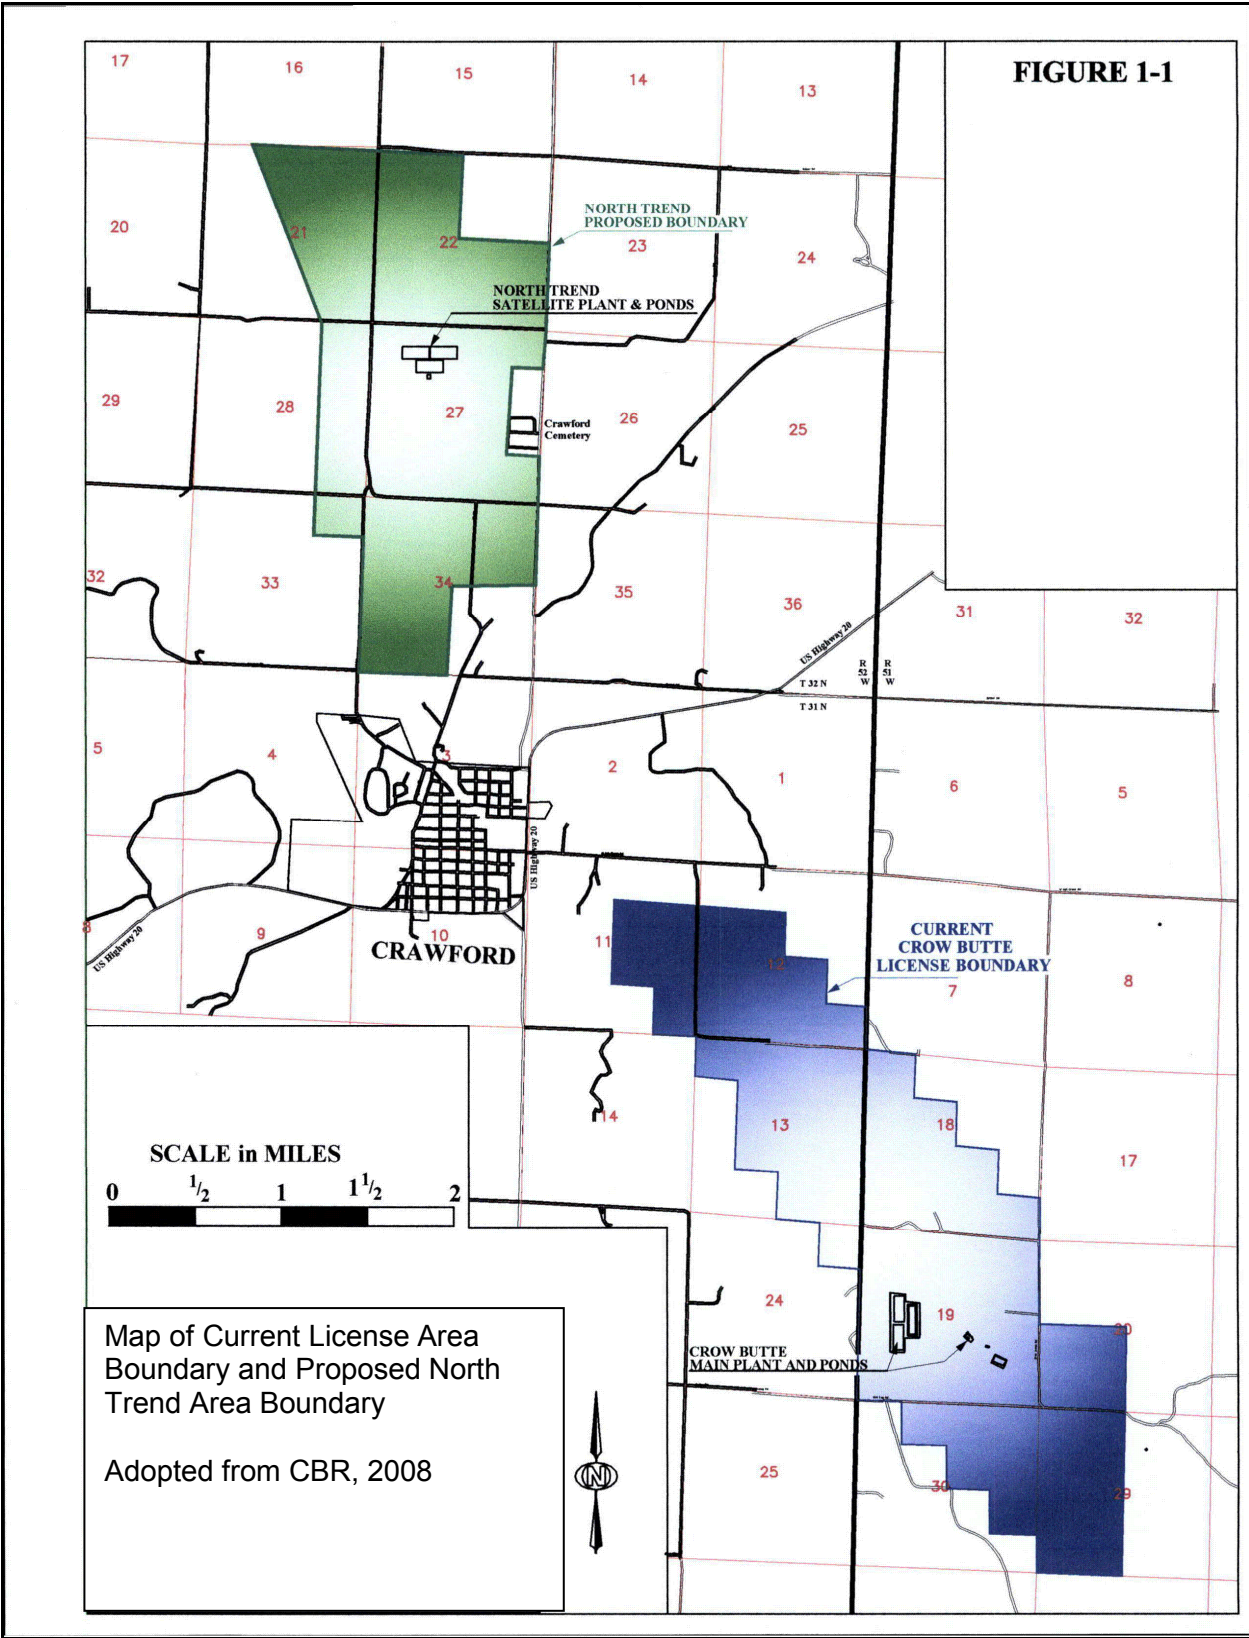 FIGURE 1-1
17
16
15
14
13
20
21
22
23
24
NORTH TREND
PROPOSED BOUNDARY
NORTH TREND
SATELLITE PLANT & PONDS
29
28
27
26
25
Crawford
Cemetery
32
33
34
35
36
31
32
US Highway 20
R
52
W
R
51
W
T 32 N
T 31 N
5
4
3
2
1
6
5
US Highway 20
8
9
10
11
12
7
8
US Highway 20
CRAWFORD
CURRENT
CROW BUTTE
LICENSE BOUNDARY
14
13
18
17
SCALE in MILES
0
1/2
1
1 1/2
2
24
19
20
CROW BUTTE
MAIN PLANT AND PONDS
Map of Current License Area
Boundary and Proposed North
Trend Area Boundary
Adopted from CBR, 2008
N
25
30
29